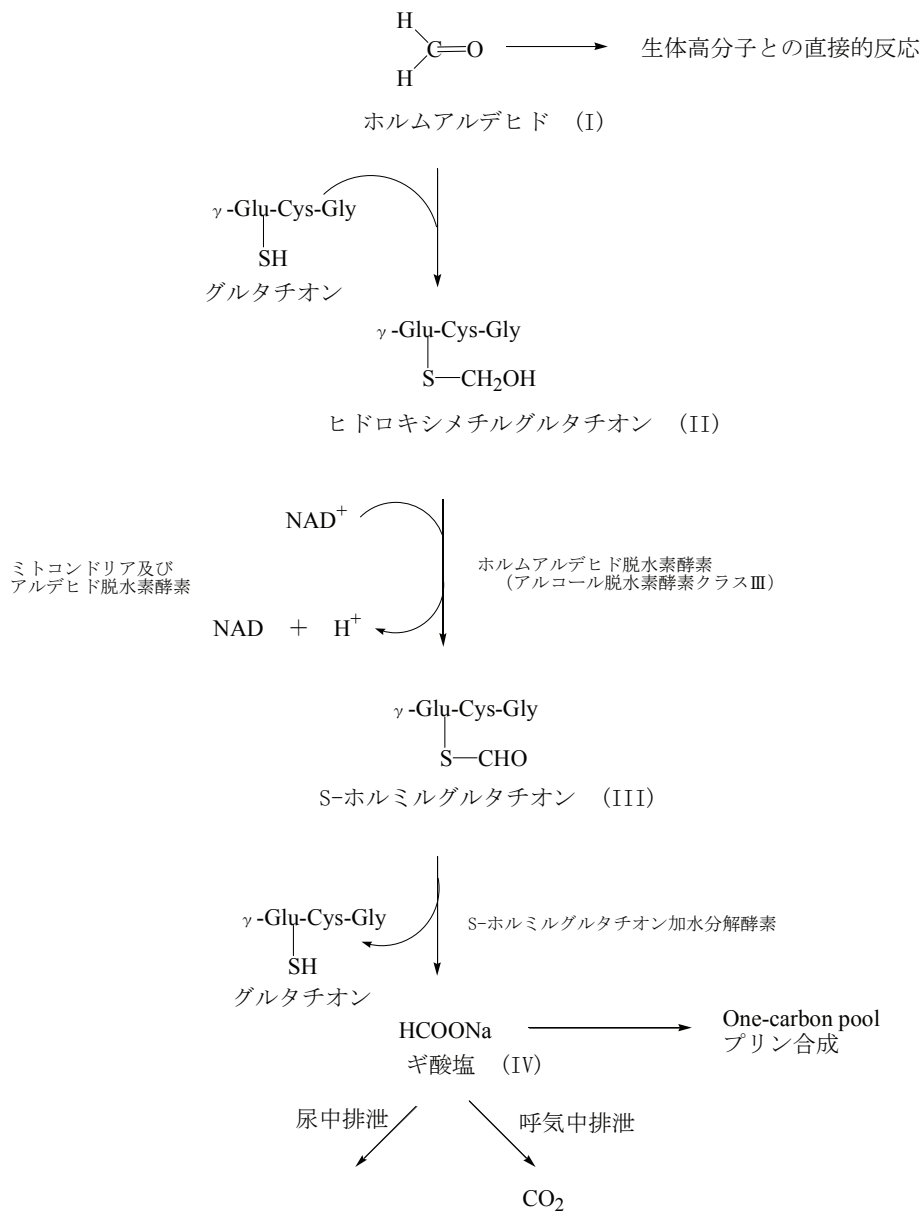 H
C=O
H
生体高分子との直接的反応
ホルムアルデヒド (I)
γ-Glu-Cys-Gly
SH
グルタチオン
γ-Glu-Cys-Gly
S—CH₂OH
ヒドロキシメチルグルタチオン (II)
NAD⁺
ミトコンドリア及び
アルデヒド脱水素酵素
ホルムアルデヒド脱水素酵素
(アルコール脱水素酵素クラスⅢ)
NAD + H⁺
γ-Glu-Cys-Gly
S—CHO
S-ホルミルグルタチオン (III)
γ-Glu-Cys-Gly
SH
グルタチオン
S-ホルミルグルタチオン加水分解酵素
HCOONa
ギ酸塩 (IV)
One-carbon pool
プリン合成
尿中排泄
呼気中排泄
CO₂